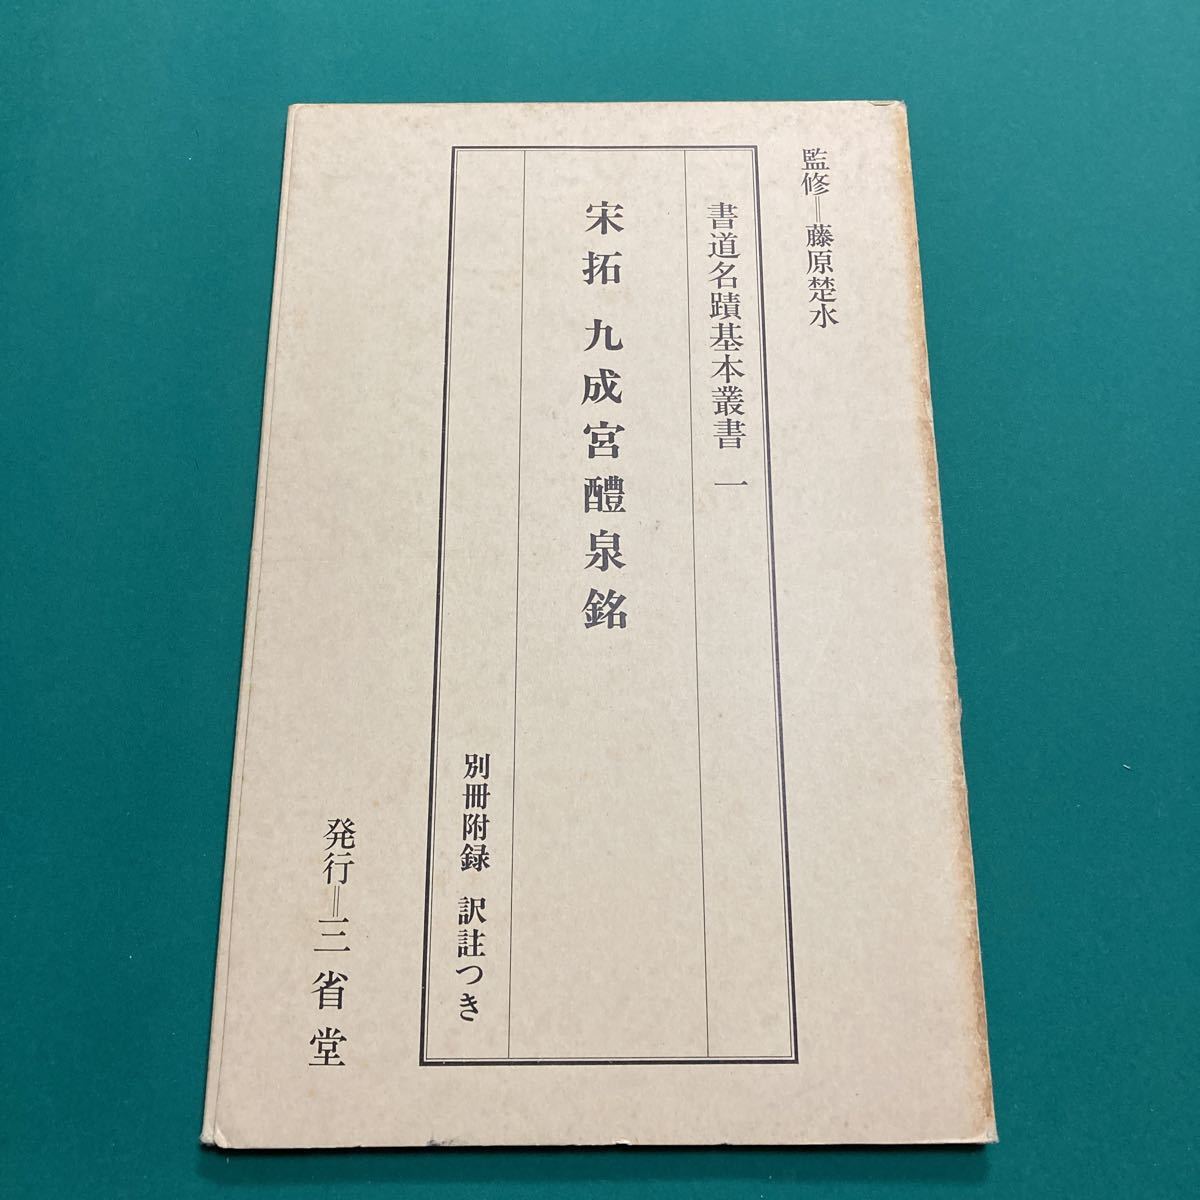 監修＝藤原楚水
書道名蹟基本叢書 一
宋拓 九成宮醴泉銘
別冊附録 訳註つき
発行＝三省堂